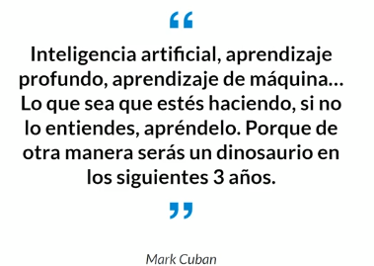 “
Inteligencia artificial, aprendizaje
profundo, aprendizaje de máquina...
Lo que sea que estés haciendo, si no
lo entiendes, apréndelo. Porque de
otra manera serás un dinosaurio en
los siguientes 3 años.
”
Mark Cuban